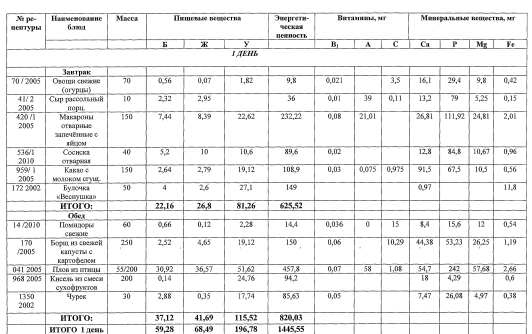 № ре-цептуры | Наименование блюд | Масса | Пищевые вещества | Энергети-ческая ценность | Витамины, мг | Минеральные вещества, мг
Б | Ж | У | B1 | A | C | Ca | P | Mg | Fe
1 ДЕНЬ
Завтрак
70 / 2005 | Овощи свежие (огурцы) | 70 | 0,56 | 0,07 | 1,82 | 9,8 | 0,021 | | 3,5 | 16,1 | 29,4 | 9,8 | 0,42
41/ 2 2005 | Сыр рассольный порц. | 10 | 2,32 | 2,95 | | 36 | 0,01 | 39 | 0,11 | 13,2 | 79 | 5,25 | 0,15
420 /1 2005 | Макароны отварные запечённые с яйцом | 150 | 7,44 | 8,39 | 22,62 | 232,22 | 0,08 | 21,01 | | 26,81 | 111,92 | 24,81 | 2,01
536/1 2010 | Сосиска отварная | 40 | 5,2 | 10 | 10,6 | 89,6 | 0,02 | | | 12,8 | 84,8 | 10,67 | 0,96
959/ 1 2005 | Какао с молоком сгущ. | 150 | 2,64 | 2,79 | 19,12 | 108,9 | 0,03 | 0,075 | 0,975 | 91,5 | 67,5 | 10,5 | 0,56
172 2002 | Булочка «Веснушка» | 50 | 4 | 2,6 | 27,1 | 149 | | | | 0,97 | | | 11,8
ИТОГО: | 22,16 | 26,8 | 81,26 | 625,52
Обед
14 /2010 | Помидоры свежие | 60 | 0,66 | 0,12 | 2,28 | 14,4 | 0,036 | 0 | 15 | 8,4 | 15,6 | 12 | 0,54
170 /2005 | Борщ из свежей капусты с картофелем | 250 | 2,52 | 4,65 | 19,12 | 150 | 0,06 | | 10,29 | 44,38 | 53,23 | 26,25 | 1,19
041 2005 | Плов из птицы | 55/200 | 30,92 | 36,57 | 51,62 | 457,8 | 0,07 | 58 | 1,08 | 54,7 | 242 | 57,68 | 2,66
968 2005 | Кисель из смеси сухофруктов | 200 | 0,14 | | 24,76 | 94,2 | | | | 18 | 4,29 | | 0,6
1350 2002 | Чурек | 30 | 2,88 | 0,35 | 17,74 | 85,63 | 0,05 | | | 7,47 | 26,08 | 4,97 | 0,38
ИТОГО: | 37,12 | 41,69 | 115,52 | 820,03
ИТОГО 1 день | 59,28 | 68,49 | 196,78 | 1445,55